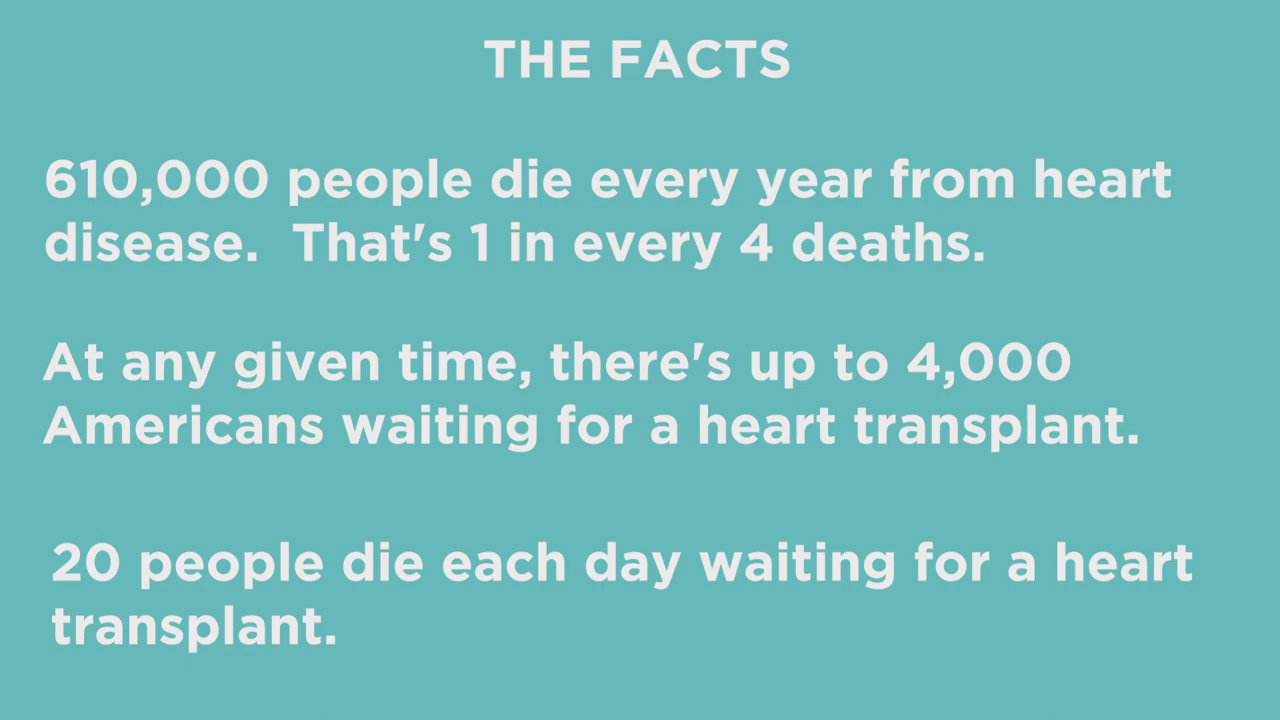 THE FACTS
610,000 people die every year from heart
disease.  That's 1 in every 4 deaths.
At any given time, there's up to 4,000
Americans waiting for a heart transplant.
20 people die each day waiting for a heart
transplant.